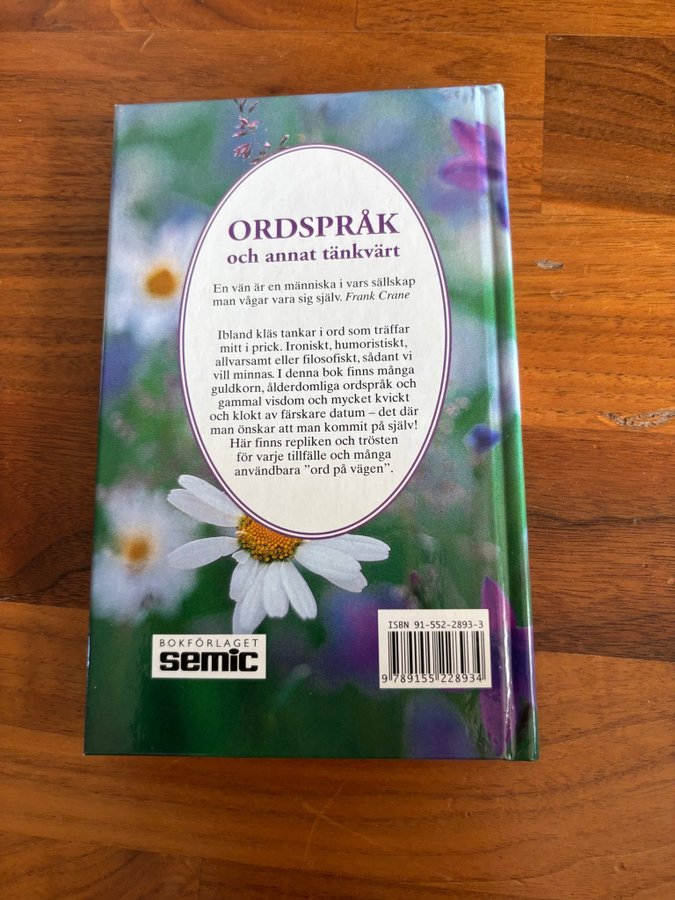 ORDSPRÅK
och annat tänkvärt
En vän är en människa i vars sällskap
man vågar vara sig själv. Frank Crane
Ibland kläs tankar i ord som träffar
mitt i prick. Ironiskt, humoristiskt,
allvarsamt eller filosofiskt, sådant vi
vill minnas. I denna bok finns många
guldkorn, ålderdomliga ordspråk och
gammal visdom och mycket kvickt
och klokt av färskare datum – det där
man önskar att man kommit på själv!
Här finns repliken och trösten
för varje tillfälle och många
användbara ”ord på vägen”.
BOKFÖRLAGET
semic
ISBN 91-552-2893-3
9 789155 228934